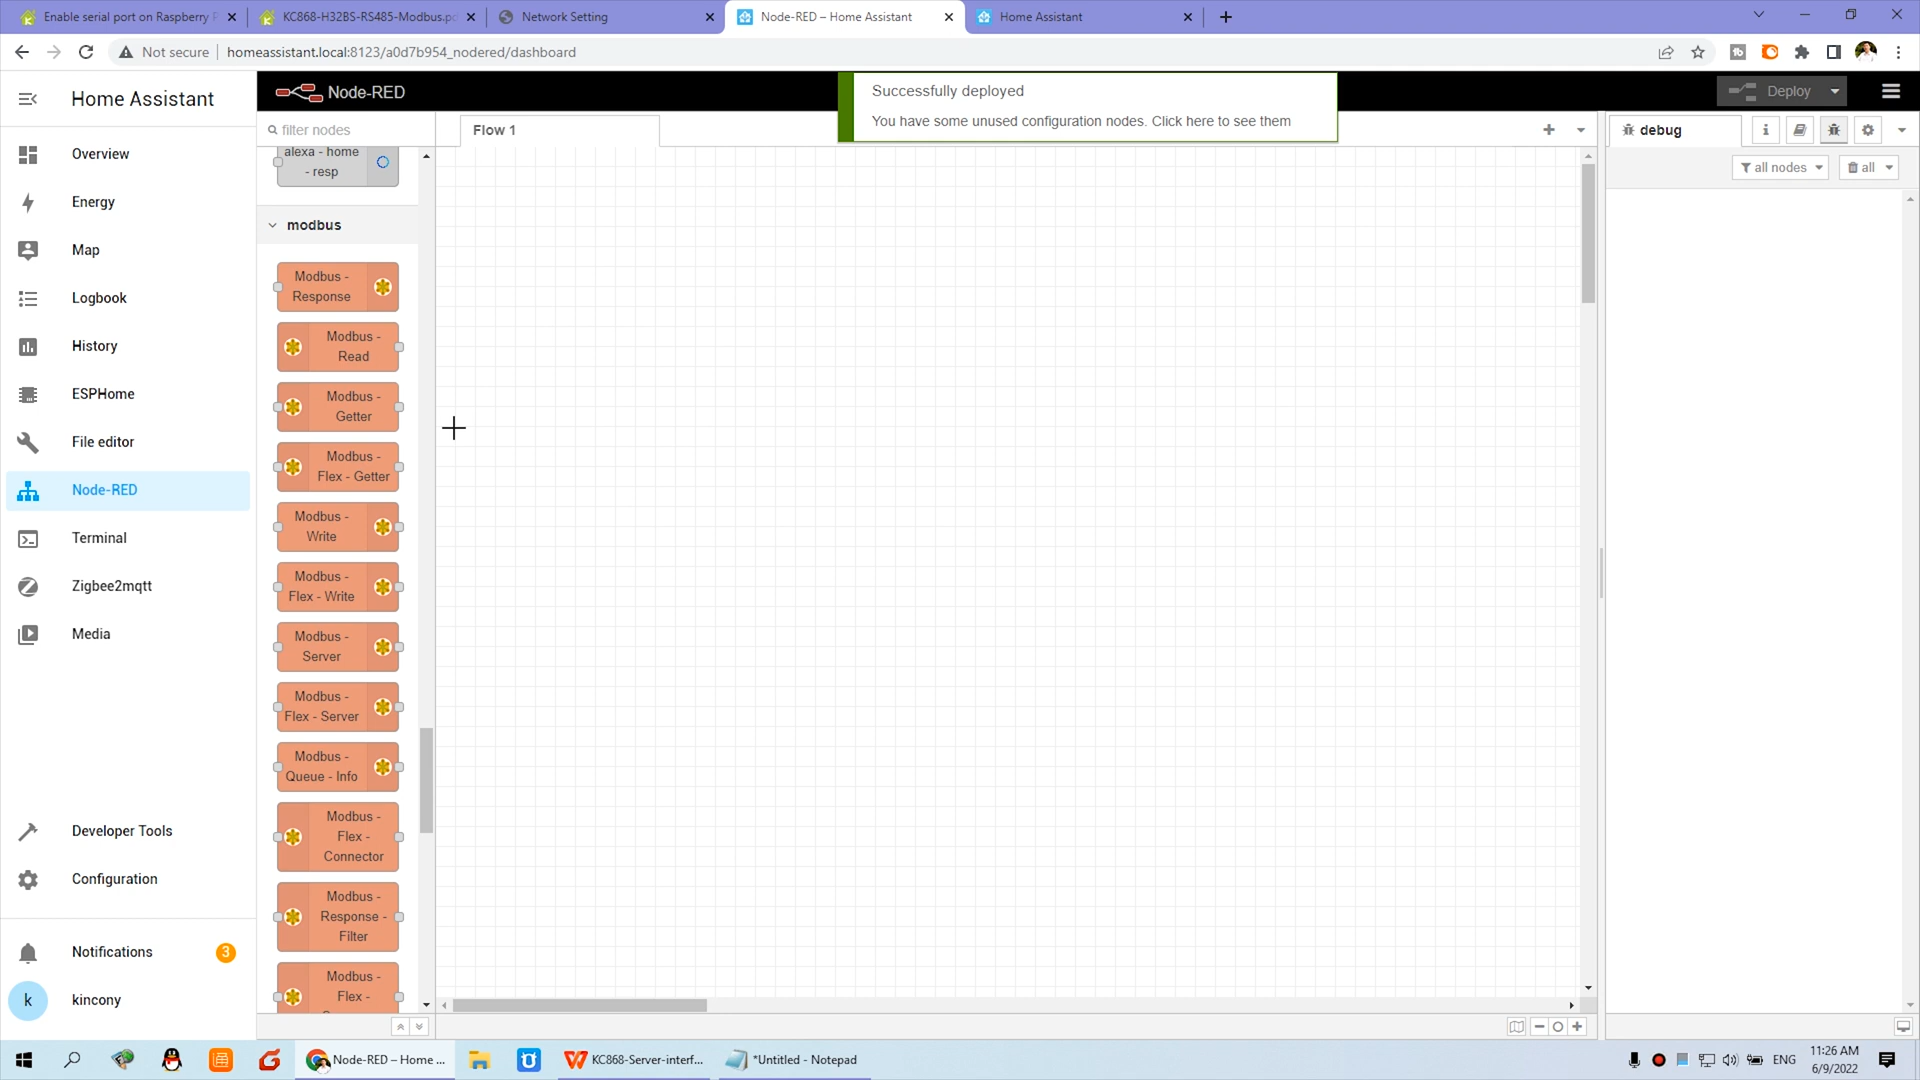 Enable serial port on Raspberry P
KC868-H32BS-RS485-Modbus.pd
Network Setting
Node-RED – Home Assistant
Home Assistant
Not secure
homeassistant.local:8123/a0d7b954_nodered/dashboard
Home Assistant
Overview
Energy
Map
Logbook
History
ESPHome
File editor
Node-RED
Terminal
Zigbee2mqtt
Media
Developer Tools
Configuration
Notifications
3
k
kincony
Node-RED
Successfully deployed
You have some unused configuration nodes. Click here to see them
Deploy
filter nodes
alexa - home
- resp
modbus
Modbus -
Response
Modbus -
Read
Modbus -
Getter
Modbus -
Flex - Getter
Modbus -
Write
Modbus -
Flex - Write
Modbus -
Server
Modbus -
Flex - Server
Modbus -
Queue - Info
Modbus -
Flex -
Connector
Modbus -
Response -
Filter
Modbus -
Flex -
Flow 1
debug
i
all nodes
all
Node-RED – Home ...
KC868-Server-interf...
*Untitled - Notepad
ENG
11:26 AM
6/9/2022